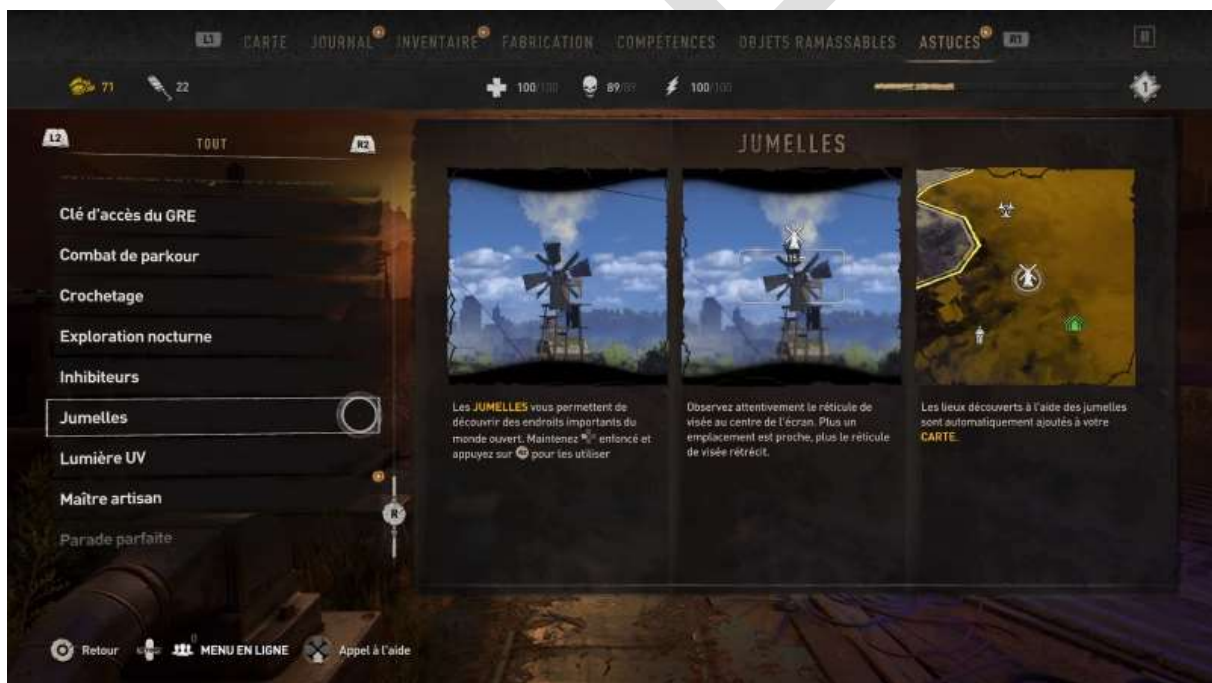 L1 CARTE JOURNAL INVENTAIRE FABRICATION COMPÉTENCES OBJETS RAMASSABLES ASTUCES R1
71 22 100/100 89/89 100/100 1
L2 TOUT R2
Clé d'accès du GRE
Combat de parkour
Crochetage
Exploration nocturne
Inhibiteurs
Jumelles
Lumière UV
Maître artisan
Parade parfaite
R
JUMELLES
115 m
Les JUMELLES vous permettent de
découvrir des endroits importants du
monde ouvert. Maintenez enfoncé et
appuyez sur R3 pour les utiliser
Observez attentivement le réticule de
visée au centre de l'écran. Plus un
emplacement est proche, plus le réticule
de visée rétrécit.
Les lieux découverts à l'aide des jumelles
sont automatiquement ajoutés à votre
CARTE.
Retour MENU EN LIGNE Appel à l'aide